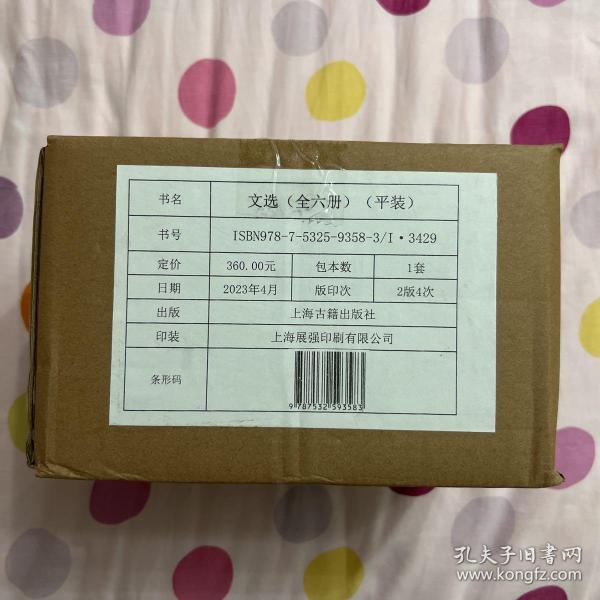 书名 文选（全六册）（平装）
书号 ISBN978-7-5325-9358-3/I·3429
定价 360.00元 包本数 1套
日期 2023年4月 版印次 2版4次
出版 上海古籍出版社
印装 上海展强印刷有限公司
条形码
9 787532 593583
孔夫子旧书网
www.kongfz.com